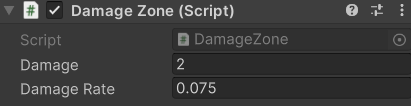 Damage Zone (Script)
Script DamageZone
Damage 2
Damage Rate 0.075